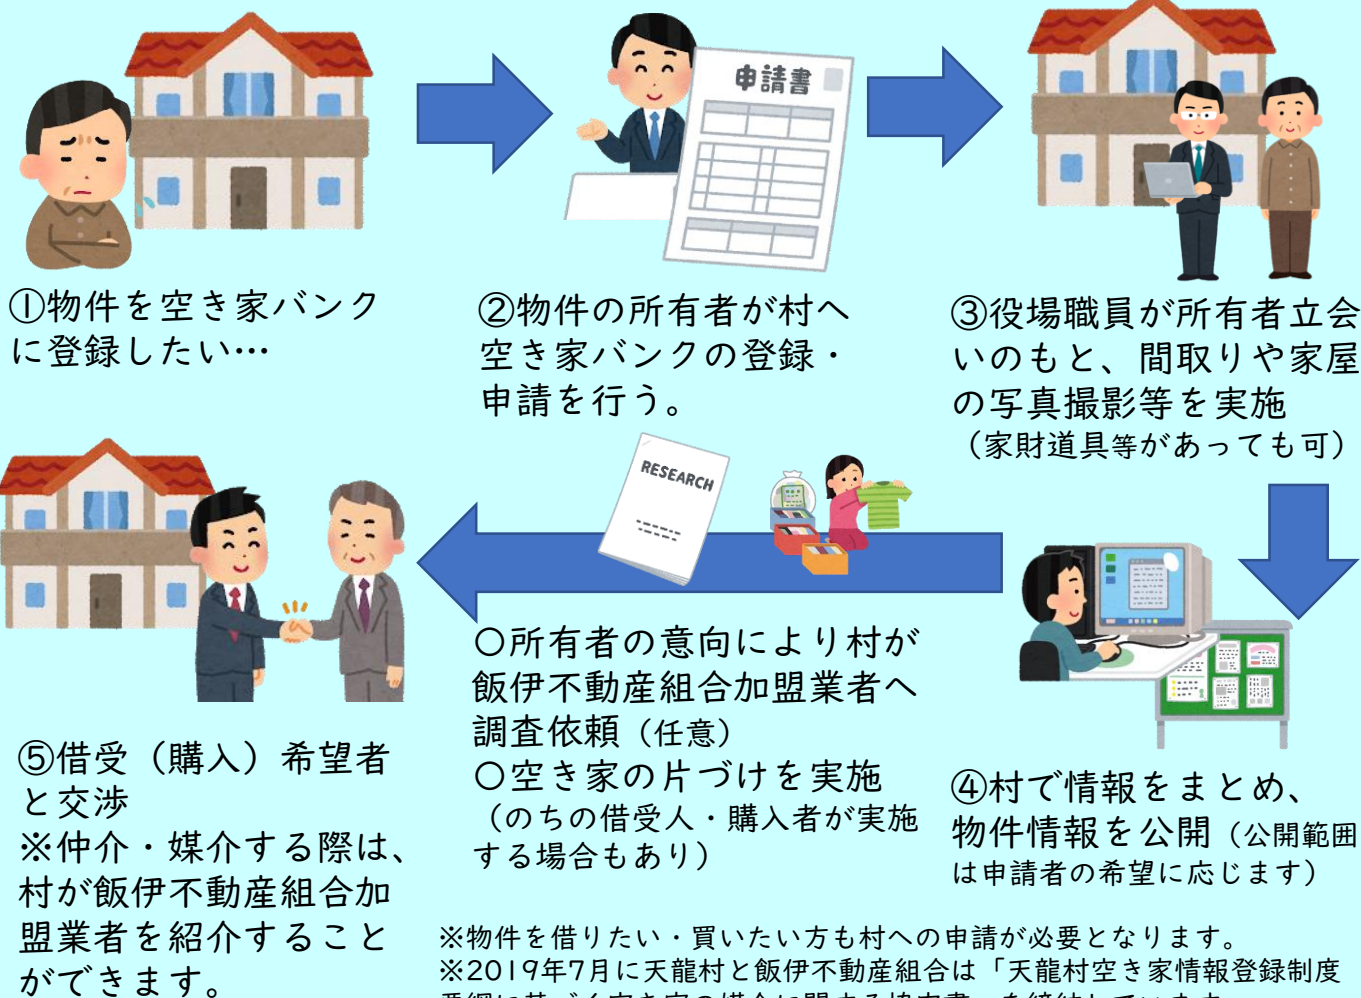 申請書
①物件を空き家バンク
に登録したい…
②物件の所有者が村へ
空き家バンクの登録・
申請を行う。
③役場職員が所有者立会
いのもと、間取りや家屋
の写真撮影等を実施
（家財道具等があっても可）
RESEARCH
〇所有者の意向により村が
飯伊不動産組合加盟業者へ
調査依頼（任意）
〇空き家の片づけを実施
（のちの借受人・購入者が実施
する場合もあり）
④村で情報をまとめ、
物件情報を公開（公開範囲
は申請者の希望に応じます）
⑤借受（購入）希望者
と交渉
※仲介・媒介する際は、
村が飯伊不動産組合加
盟業者を紹介すること
ができます。
※物件を借りたい・買いたい方も村への申請が必要となります。
※2019年7月に天龍村と飯伊不動産組合は「天龍村空き家情報登録制度